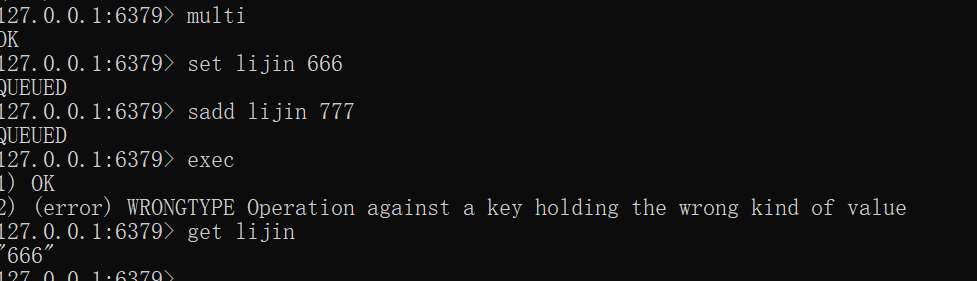 127.0.0.1:6379> multi
OK
127.0.0.1:6379> set lijin 666
QUEUED
127.0.0.1:6379> sadd lijin 777
QUEUED
127.0.0.1:6379> exec
1) OK
2) (error) WRONGTYPE Operation against a key holding the wrong kind of value
127.0.0.1:6379> get lijin
"666"
127.0.0.1:6379>